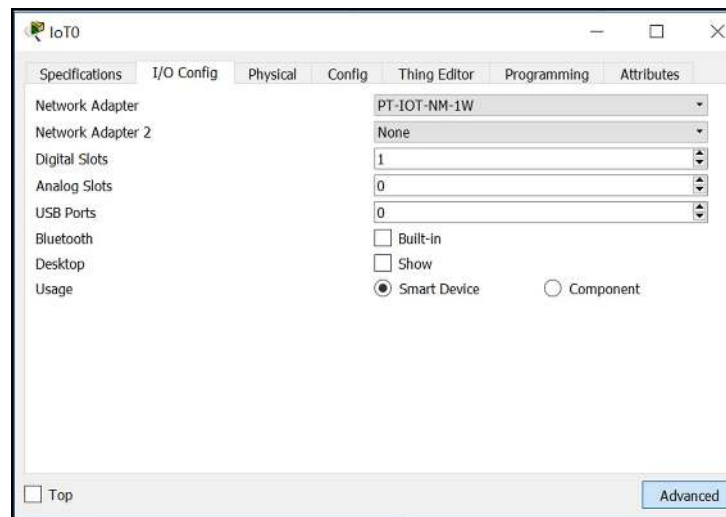 IoT0
Specifications I/O Config Physical Config Thing Editor Programming Attributes
Network Adapter PT-IOT-NM-1W
Network Adapter 2 None
Digital Slots 1
Analog Slots 0
USB Ports 0
Bluetooth Built-in
Desktop Show
Usage Smart Device Component
Top Advanced